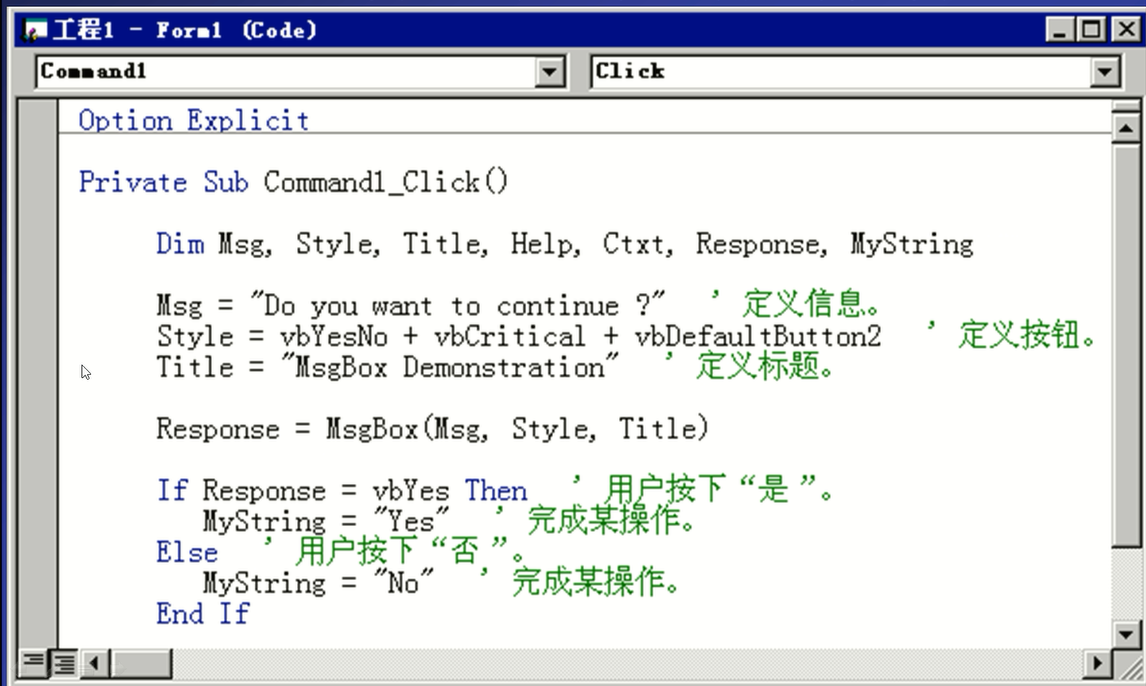 工程1 - Form1 (Code)
Command1
Click
Option Explicit
Private Sub Command1_Click()
Dim Msg, Style, Title, Help, Ctxt, Response, MyString
Msg = "Do you want to continue ?" ' 定义信息。
Style = vbYesNo + vbCritical + vbDefaultButton2 ' 定义按钮。
Title = "MsgBox Demonstration" ' 定义标题。
Response = MsgBox(Msg, Style, Title)
If Response = vbYes Then ' 用户按下“是”。
MyString = "Yes" ' 完成某操作。
Else ' 用户按下“否”。
MyString = "No" ' 完成某操作。
End If